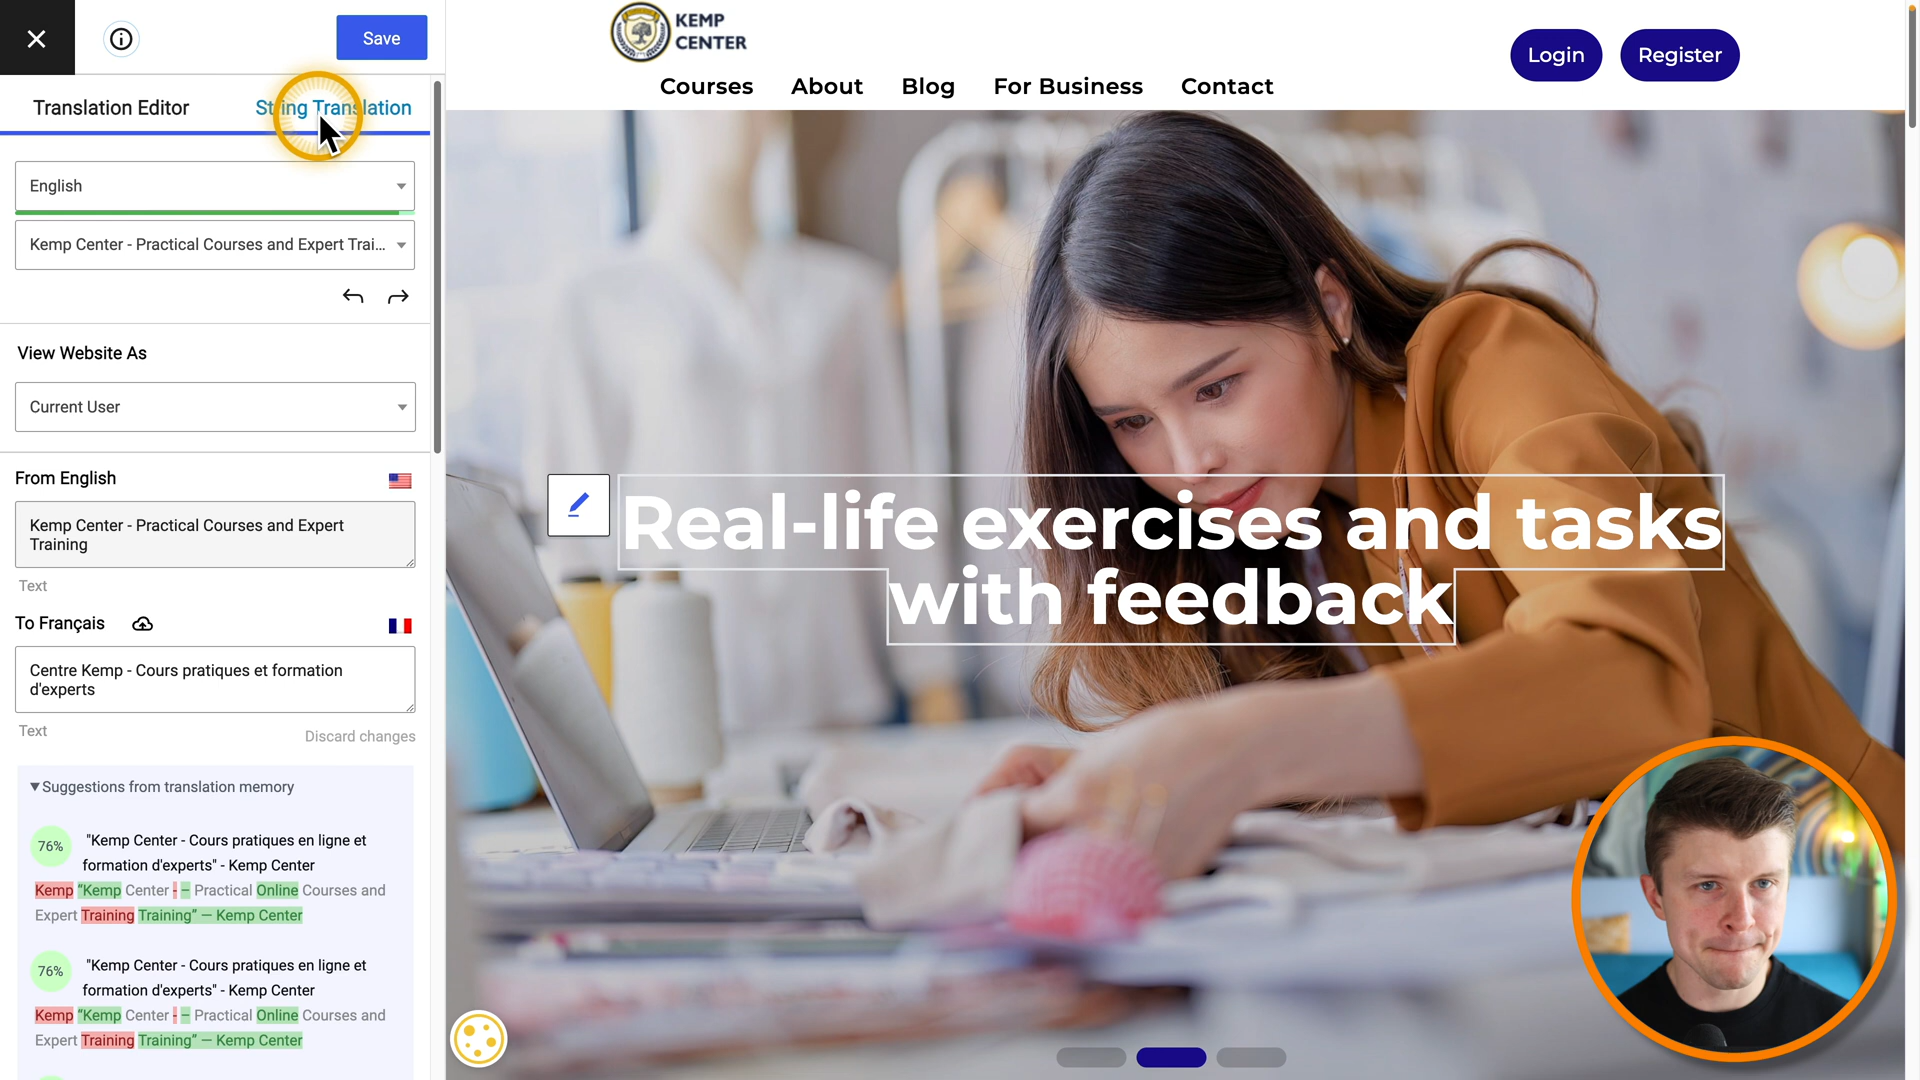 Save
Translation Editor
String Translation
English
Kemp Center - Practical Courses and Expert Trai...
View Website As
Current User
From English
Kemp Center - Practical Courses and Expert
Training
Text
To Français
Centre Kemp - Cours pratiques et formation
d'experts
Text
Discard changes
▼Suggestions from translation memory
76%
"Kemp Center - Cours pratiques en ligne et
formation d'experts" - Kemp Center
Kemp “Kemp Center - – Practical Online Courses and
Expert Training Training” — Kemp Center
76%
"Kemp Center - Cours pratiques en ligne et
formation d'experts" - Kemp Center
Kemp “Kemp Center - – Practical Online Courses and
Expert Training Training” — Kemp Center
KEMP
CENTER
Courses
About
Blog
For Business
Contact
Login
Register
Real-life exercises and tasks
with feedback